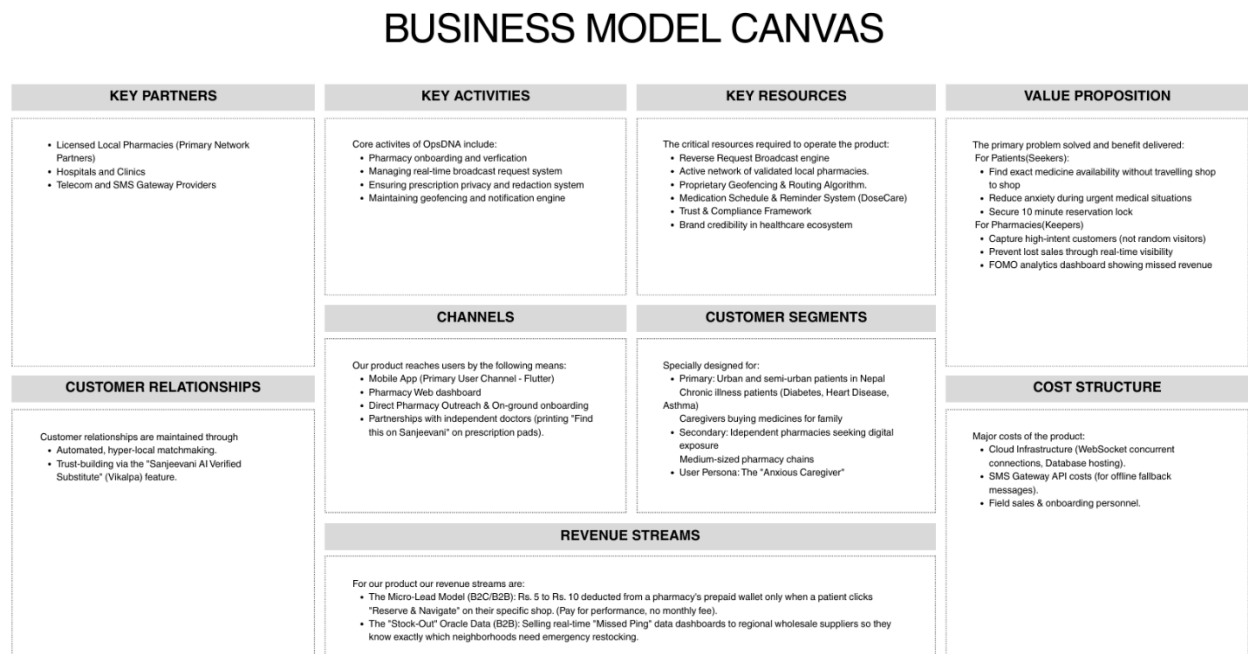 BUSINESS MODEL CANVAS
KEY PARTNERS
• Licensed Local Pharmacies (Primary Network
Partners)
• Hospitals and Clinics
• Telecom and SMS Gateway Providers
KEY ACTIVITIES
Core activites of OpsDNA include:
• Pharmacy onboarding and verfication
• Managing real-time broadcast request system
• Ensuring prescription privacy and redaction system
• Maintaining geofencing and notification engine
KEY RESOURCES
The critical resources required to operate the product:
• Reverse Request Broadcast engine
• Active network of validated local pharmacies.
• Proprietary Geofencing & Routing Algorithm.
• Medication Schedule & Reminder System (DoseCare)
• Trust & Compliance Framework
• Brand credibility in healthcare ecosystem
VALUE PROPOSITION
The primary problem solved and benefit delivered:
For Patients(Seekers):
• Find exact medicine availability without travelling shop
to shop
• Reduce anxiety during urgent medical situations
• Secure 10 minute reservation lock
For Pharmacies(Keepers)
• Capture high-intent customers (not random visitors)
• Prevent lost sales through real-time visibility
• FOMO analytics dashboard showing missed revenue
CUSTOMER RELATIONSHIPS
Customer relationships are maintained through
• Automated, hyper-local matchmaking.
• Trust-building via the "Sanjeevani AI Verified
Substitute" (Vikalpa) feature.
CHANNELS
Our product reaches users by the following means:
• Mobile App (Primary User Channel - Flutter)
• Pharmacy Web dashboard
• Direct Pharmacy Outreach & On-ground onboarding
• Partnerships with independent doctors (printing "Find
this on Sanjeevani" on prescription pads).
CUSTOMER SEGMENTS
Specially designed for:
• Primary: Urban and semi-urban patients in Nepal
Chronic illness patients (Diabetes, Heart Disease,
Asthma)
Caregivers buying medicines for family
• Secondary: Idependent pharmacies seeking digital
exposure
Medium-sized pharmacy chains
• User Persona: The "Anxious Caregiver"
COST STRUCTURE
Major costs of the product:
• Cloud Infrastructure (WebSocket concurrent
connections, Database hosting).
• SMS Gateway API costs (for offline fallback
messages).
• Field sales & onboarding personnel.
REVENUE STREAMS
For our product our revenue streams are:
• The Micro-Lead Model (B2C/B2B): Rs. 5 to Rs. 10 deducted from a pharmacy's prepaid wallet only when a patient clicks
"Reserve & Navigate" on their specific shop. (Pay for performance, no monthly fee).
• The "Stock-Out" Oracle Data (B2B): Selling real-time "Missed Ping" data dashboards to regional wholesale suppliers so they
know exactly which neighborhoods need emergency restocking.